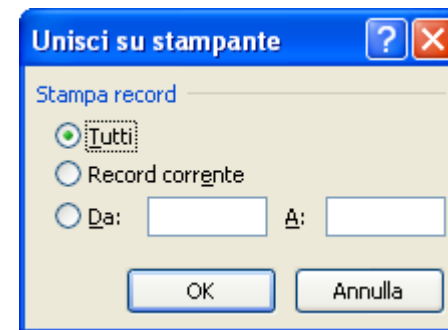 Unisci su stampante
Stampa record
Tutti
Record corrente
Da: A:
OK Annulla